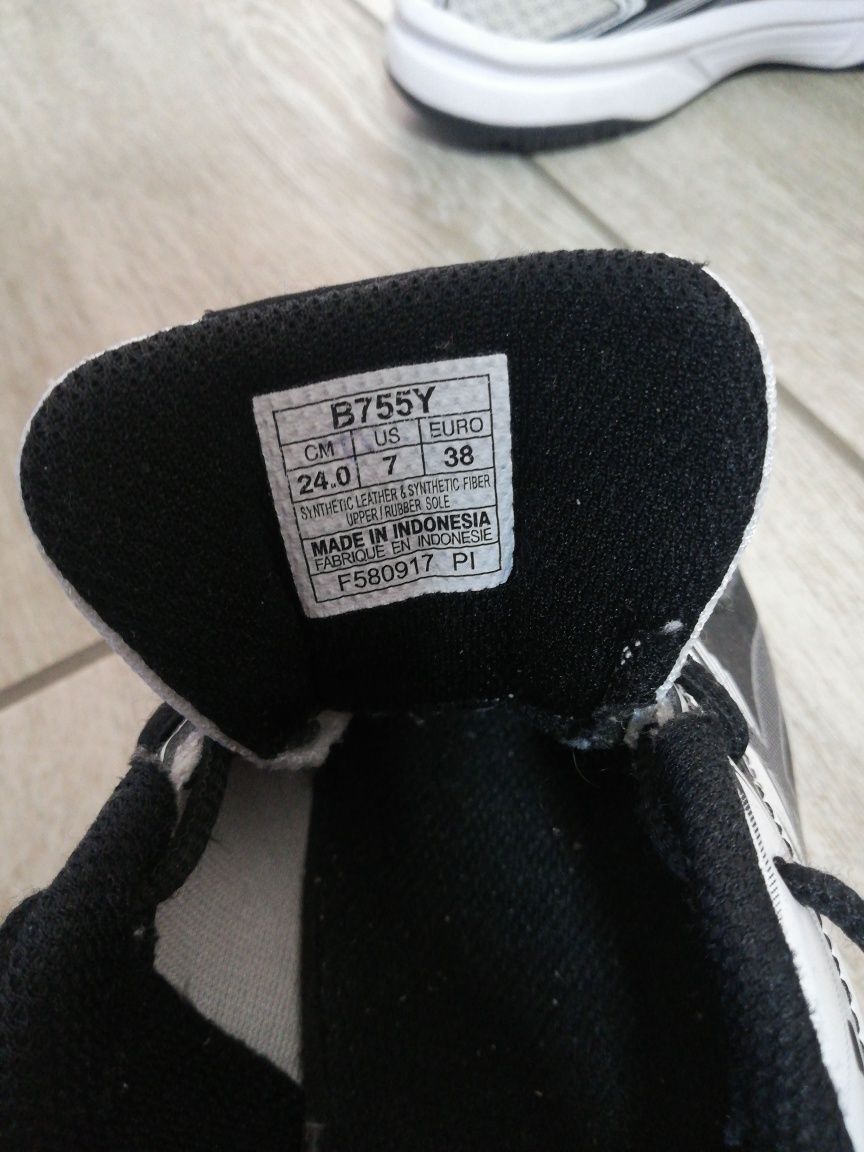 B755Y
CM US EURO
24.0 7 38
SYNTHETIC LEATHER & SYNTHETIC FIBER
UPPER / RUBBER SOLE
MADE IN INDONESIA
FABRIQUE EN INDONESIE
F580917 PI